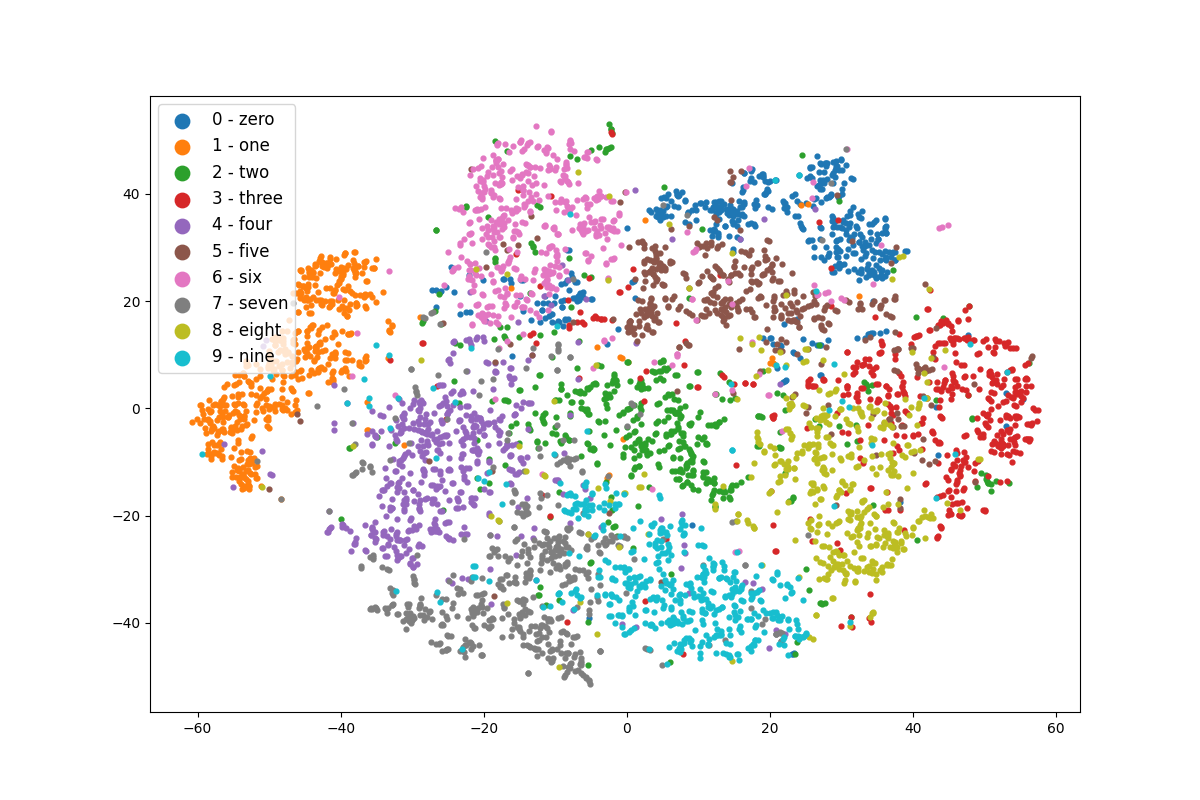 0 - zero
1 - one
2 - two
3 - three
4 - four
5 - five
6 - six
7 - seven
8 - eight
9 - nine
40
20
0
−20
−40
−60
−40
−20
0
20
40
60